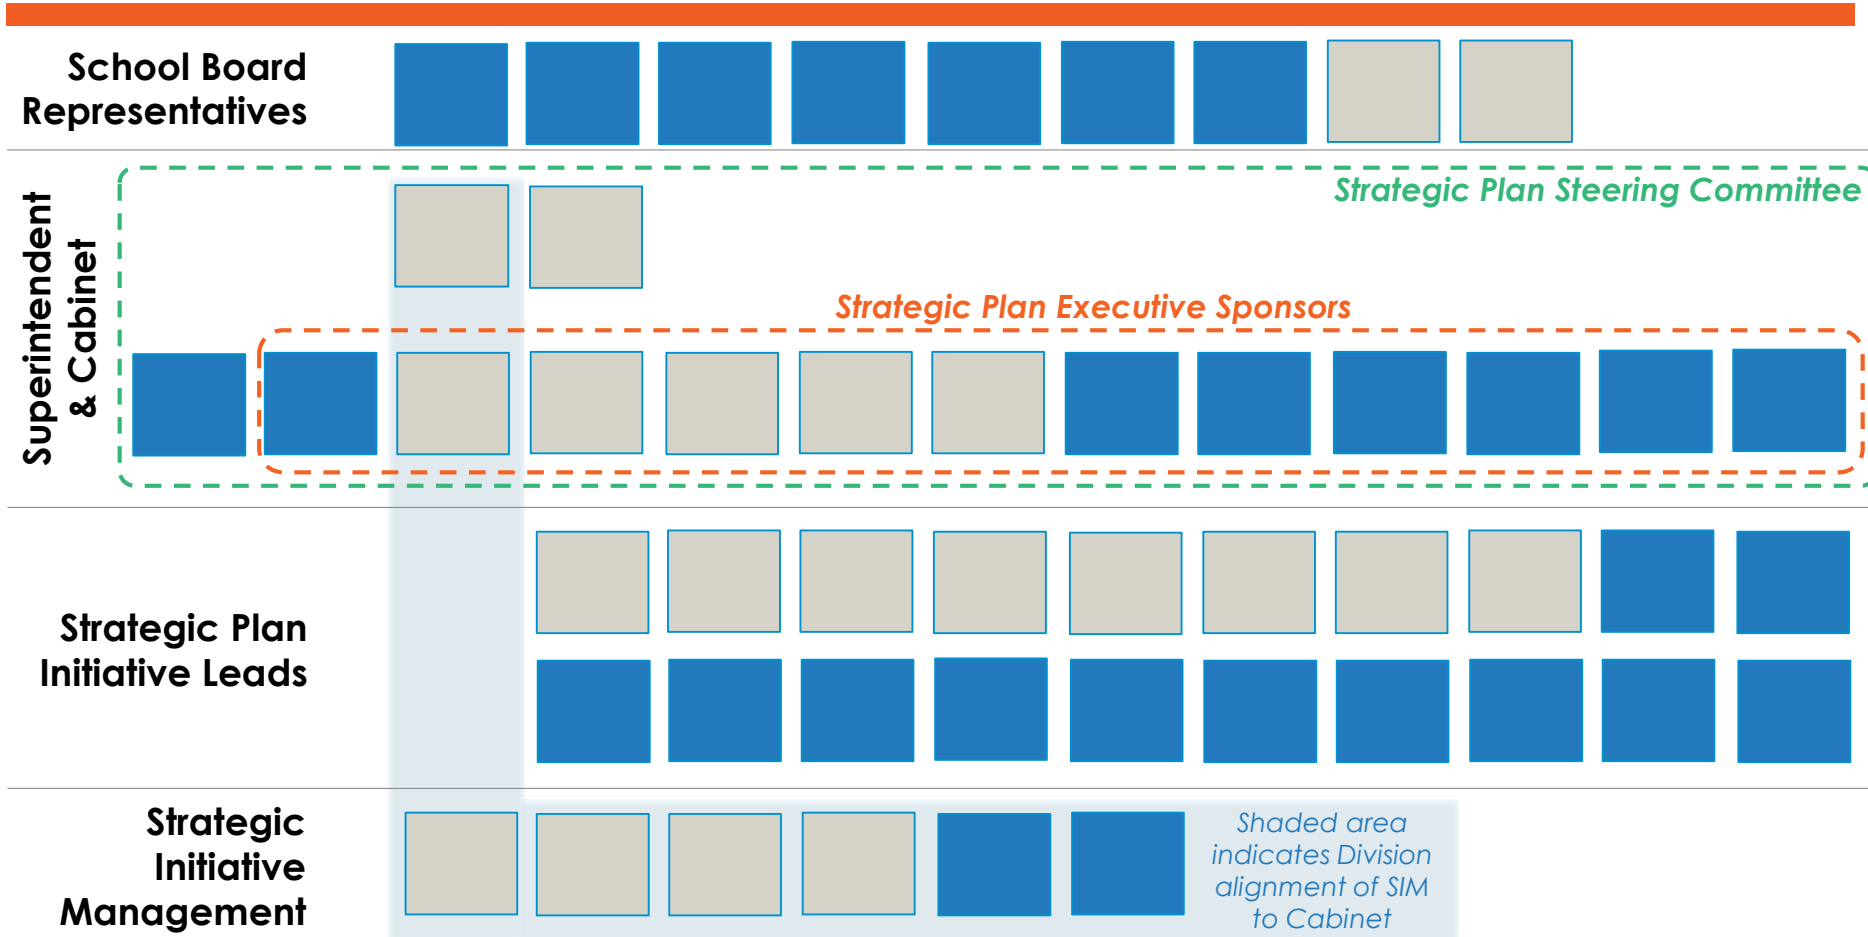 School Board
Representatives
Superintendent
& Cabinet
Strategic Plan Steering Committee
Strategic Plan Executive Sponsors
Strategic Plan
Initiative Leads
Strategic
Initiative
Management
Shaded area
indicates Division
alignment of SIM
to Cabinet